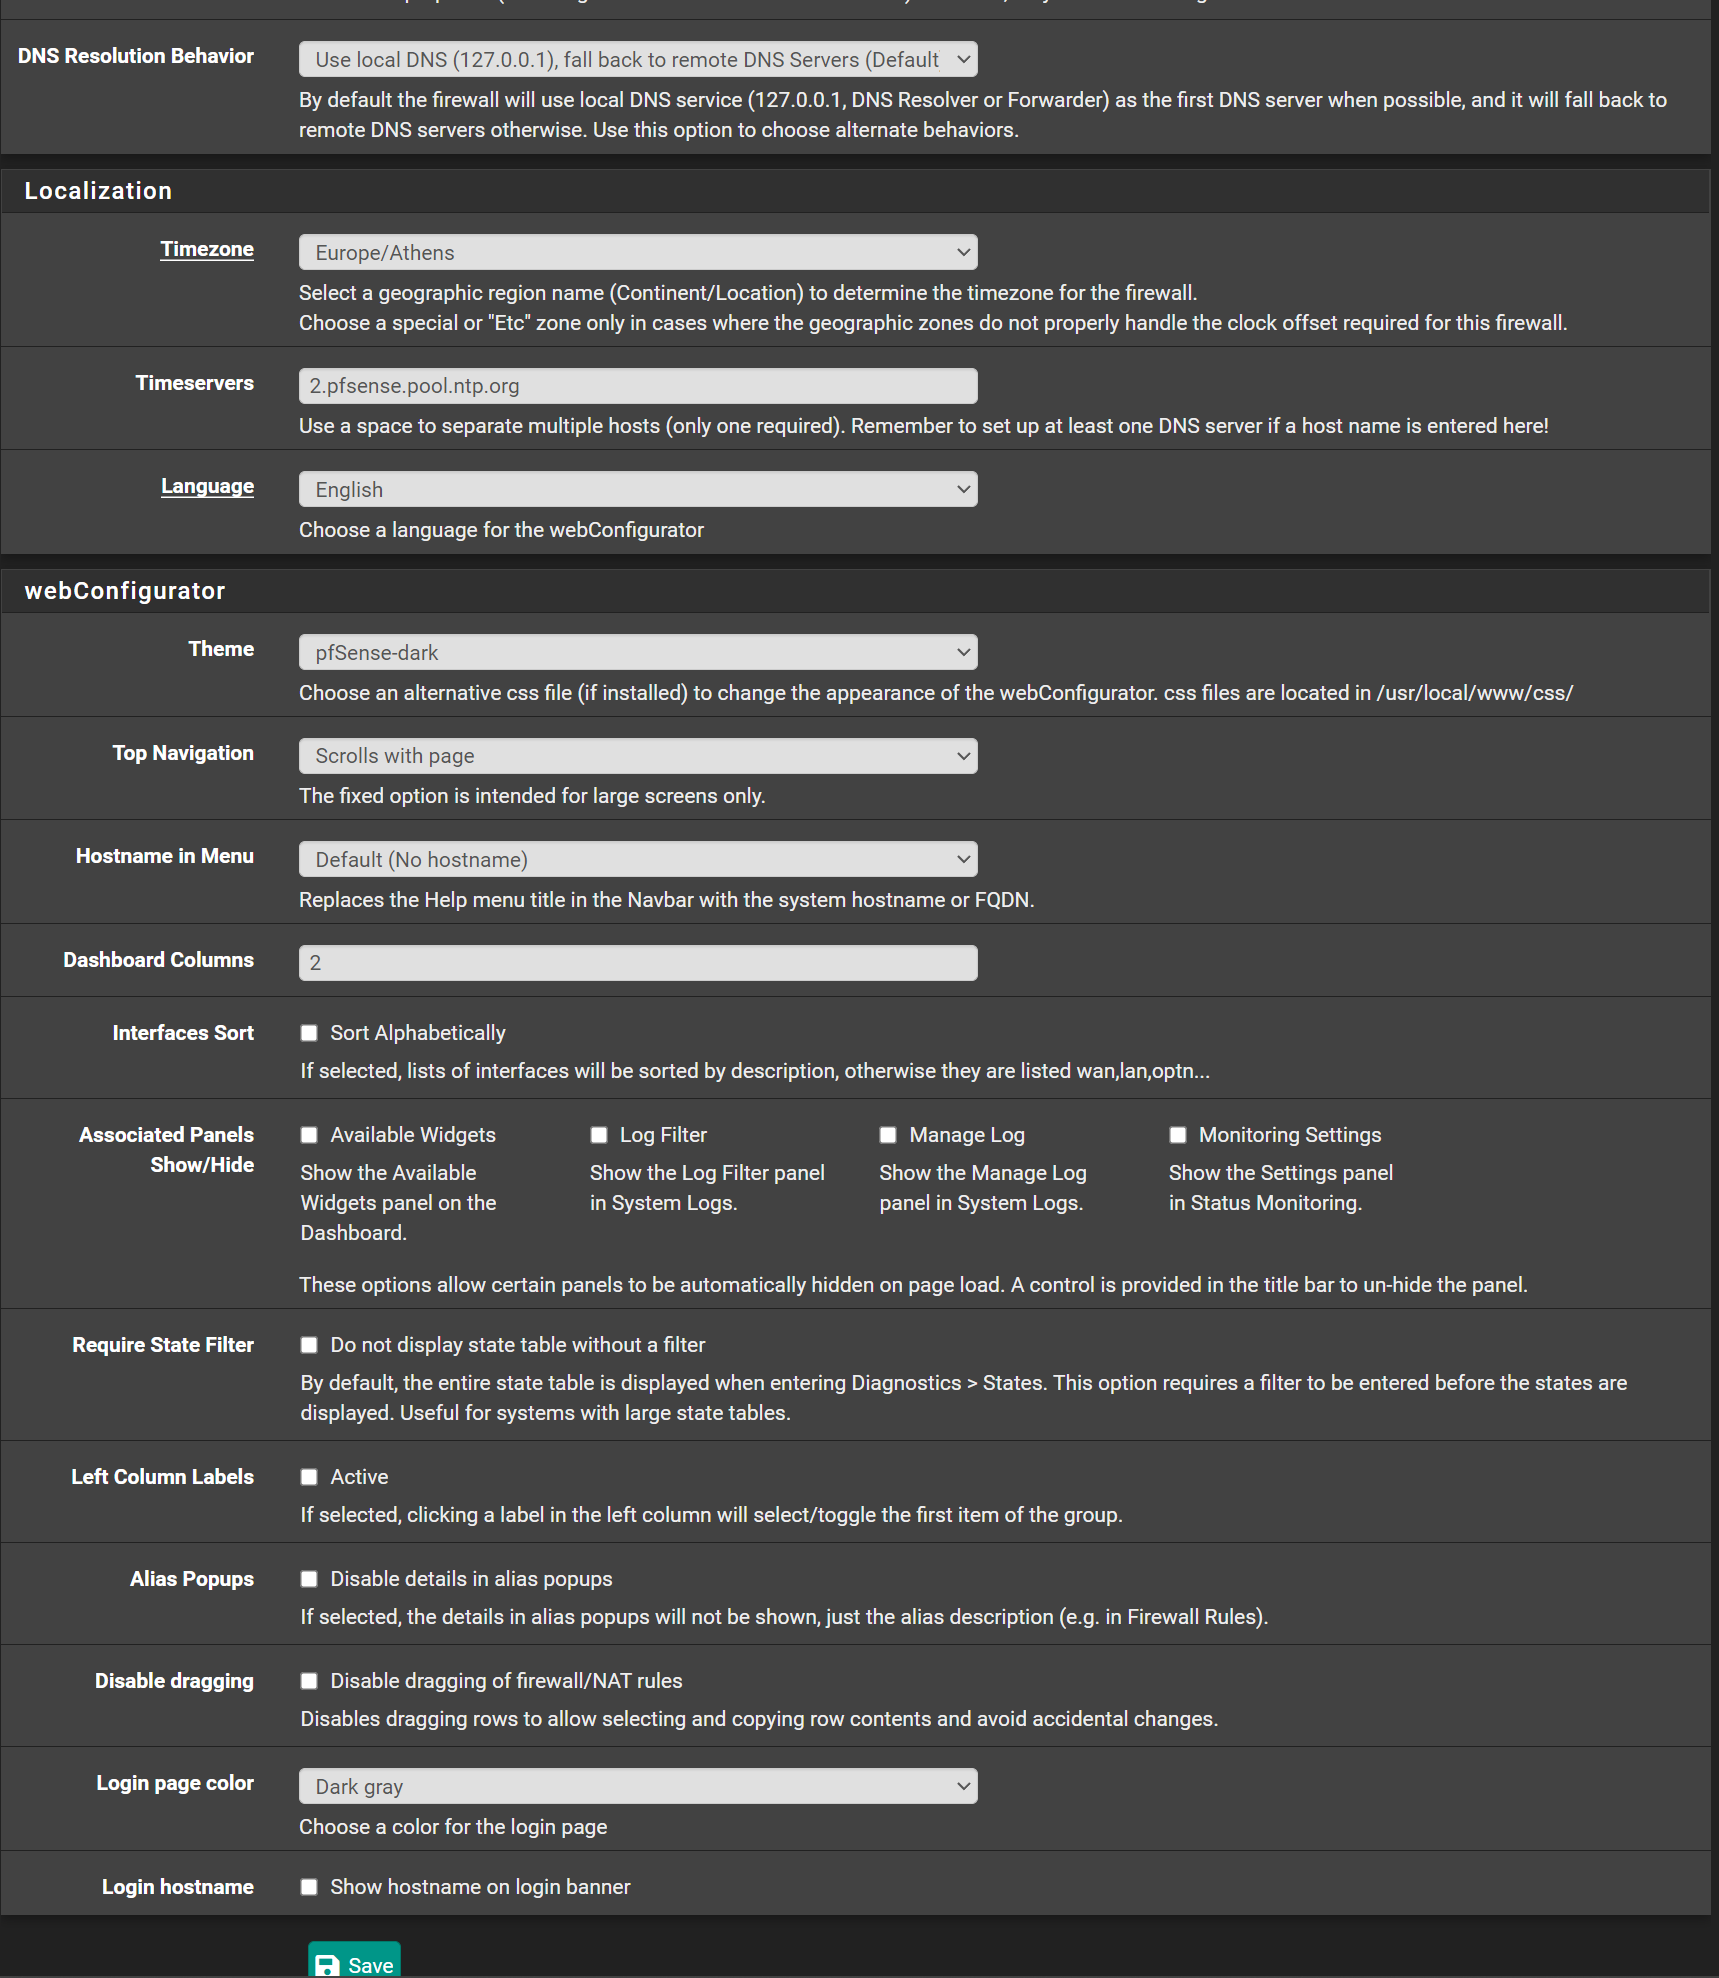 DNS Resolution Behavior
Use local DNS (127.0.0.1), fall back to remote DNS Servers (Default
By default the firewall will use local DNS service (127.0.0.1, DNS Resolver or Forwarder) as the first DNS server when possible, and it will fall back to
remote DNS servers otherwise. Use this option to choose alternate behaviors.
Localization
Timezone
Europe/Athens
Select a geographic region name (Continent/Location) to determine the timezone for the firewall.
Choose a special or "Etc" zone only in cases where the geographic zones do not properly handle the clock offset required for this firewall.
Timeservers
2.pfsense.pool.ntp.org
Use a space to separate multiple hosts (only one required). Remember to set up at least one DNS server if a host name is entered here!
Language
English
Choose a language for the webConfigurator
webConfigurator
Theme
pfSense-dark
Choose an alternative css file (if installed) to change the appearance of the webConfigurator. css files are located in /usr/local/www/css/
Top Navigation
Scrolls with page
The fixed option is intended for large screens only.
Hostname in Menu
Default (No hostname)
Replaces the Help menu title in the Navbar with the system hostname or FQDN.
Dashboard Columns
2
Interfaces Sort
Sort Alphabetically
If selected, lists of interfaces will be sorted by description, otherwise they are listed wan,lan,optn...
Associated Panels
Show/Hide
Available Widgets
Show the Available
Widgets panel on the
Dashboard.
Log Filter
Show the Log Filter panel
in System Logs.
Manage Log
Show the Manage Log
panel in System Logs.
Monitoring Settings
Show the Settings panel
in Status Monitoring.
These options allow certain panels to be automatically hidden on page load. A control is provided in the title bar to un-hide the panel.
Require State Filter
Do not display state table without a filter
By default, the entire state table is displayed when entering Diagnostics > States. This option requires a filter to be entered before the states are
displayed. Useful for systems with large state tables.
Left Column Labels
Active
If selected, clicking a label in the left column will select/toggle the first item of the group.
Alias Popups
Disable details in alias popups
If selected, the details in alias popups will not be shown, just the alias description (e.g. in Firewall Rules).
Disable dragging
Disable dragging of firewall/NAT rules
Disables dragging rows to allow selecting and copying row contents and avoid accidental changes.
Login page color
Dark gray
Choose a color for the login page
Login hostname
Show hostname on login banner
Save